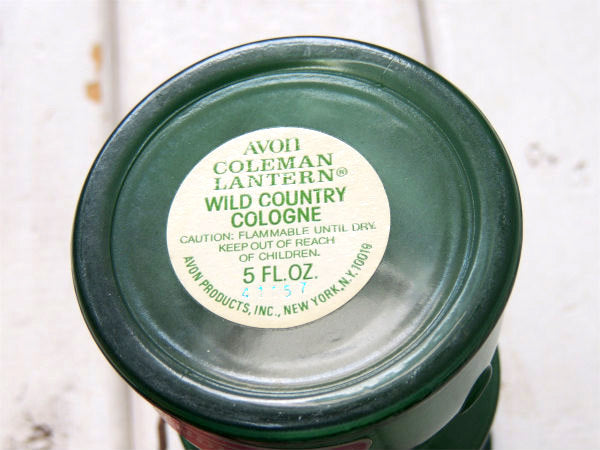 AVON
COLEMAN
LANTERN®
WILD COUNTRY
COLOGNE
CAUTION: FLAMMABLE UNTIL DRY.
KEEP OUT OF REACH
OF CHILDREN.
5 FL.OZ.
AVON PRODUCTS, INC., NEW YORK, N.Y. 10019